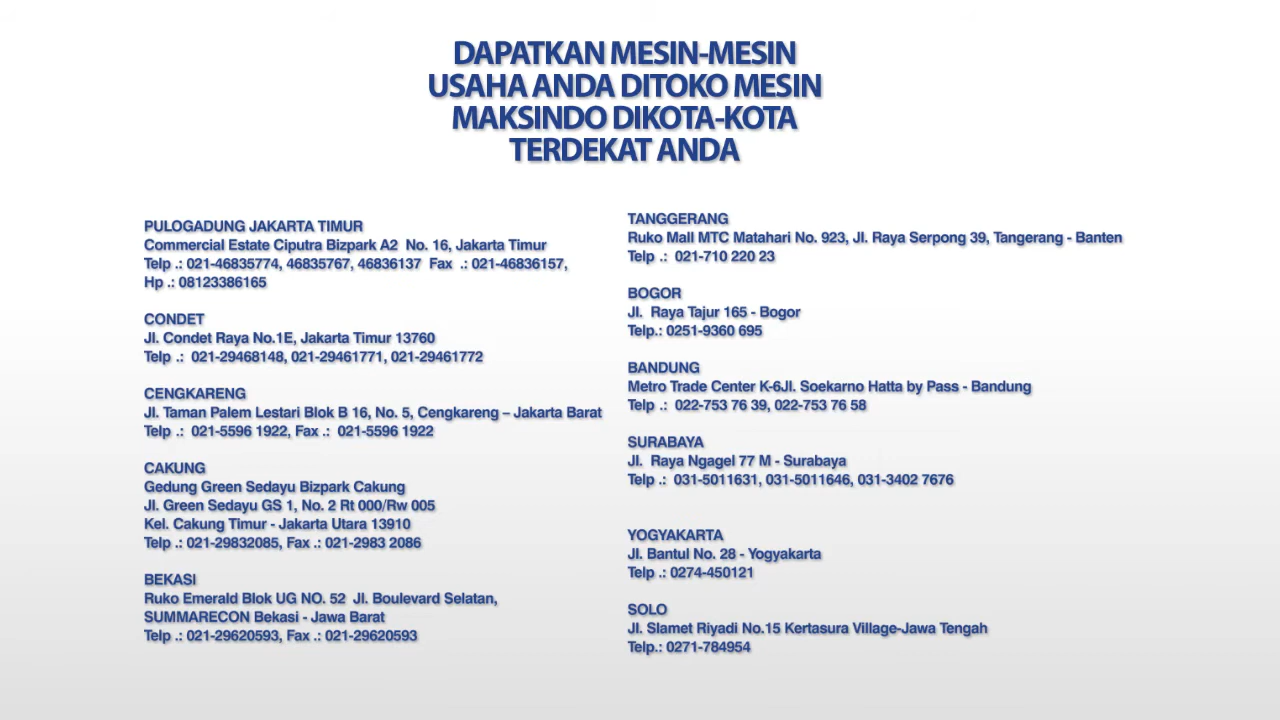 DAPATKAN MESIN-MESIN
USAHA ANDA DITOKO MESIN
MAKSINDO DIKOTA-KOTA
TERDEKAT ANDA
PULOGADUNG JAKARTA TIMUR
Commercial Estate Ciputra Bizpark A2  No. 16, Jakarta Timur
Telp .: 021-46835774, 46835767, 46836137  Fax  .: 021-46836157,
Hp .: 08123386165
CONDET
Jl. Condet Raya No.1E, Jakarta Timur 13760
Telp .:  021-29468148, 021-29461771, 021-29461772
CENGKARENG
Jl. Taman Palem Lestari Blok B 16, No. 5, Cengkareng – Jakarta Barat
Telp .:  021-5596 1922, Fax .:  021-5596 1922
CAKUNG
Gedung Green Sedayu Bizpark Cakung
Jl. Green Sedayu GS 1, No. 2 Rt 000/Rw 005
Kel. Cakung Timur - Jakarta Utara 13910
Telp .: 021-29832085, Fax .: 021-2983 2086
BEKASI
Ruko Emerald Blok UG NO. 52  Jl. Boulevard Selatan,
SUMMARECON Bekasi - Jawa Barat
Telp .: 021-29620593, Fax .: 021-29620593
TANGGERANG
Ruko Mall MTC Matahari No. 923, Jl. Raya Serpong 39, Tangerang - Banten
Telp .:  021-710 220 23
BOGOR
Jl.  Raya Tajur 165 - Bogor
Telp.: 0251-9360 695
BANDUNG
Metro Trade Center K-6Jl. Soekarno Hatta by Pass - Bandung
Telp .:  022-753 76 39, 022-753 76 58
SURABAYA
Jl.  Raya Ngagel 77 M - Surabaya
Telp .:  031-5011631, 031-5011646, 031-3402 7676
YOGYAKARTA
Jl. Bantul No. 28 - Yogyakarta
Telp .: 0274-450121
SOLO
Jl. Slamet Riyadi No.15 Kertasura Village-Jawa Tengah
Telp.: 0271-784954